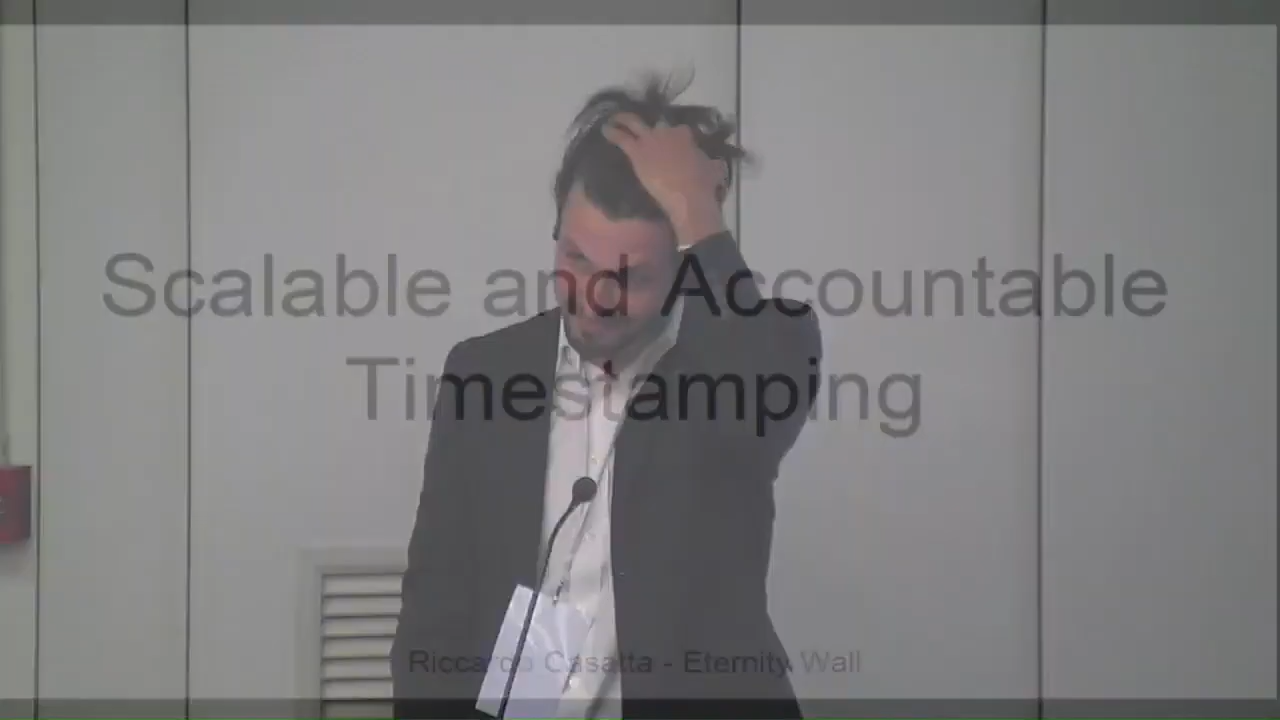 Scalable and Accountable
Timestamping
Riccardo Casatta - Eternity Wall